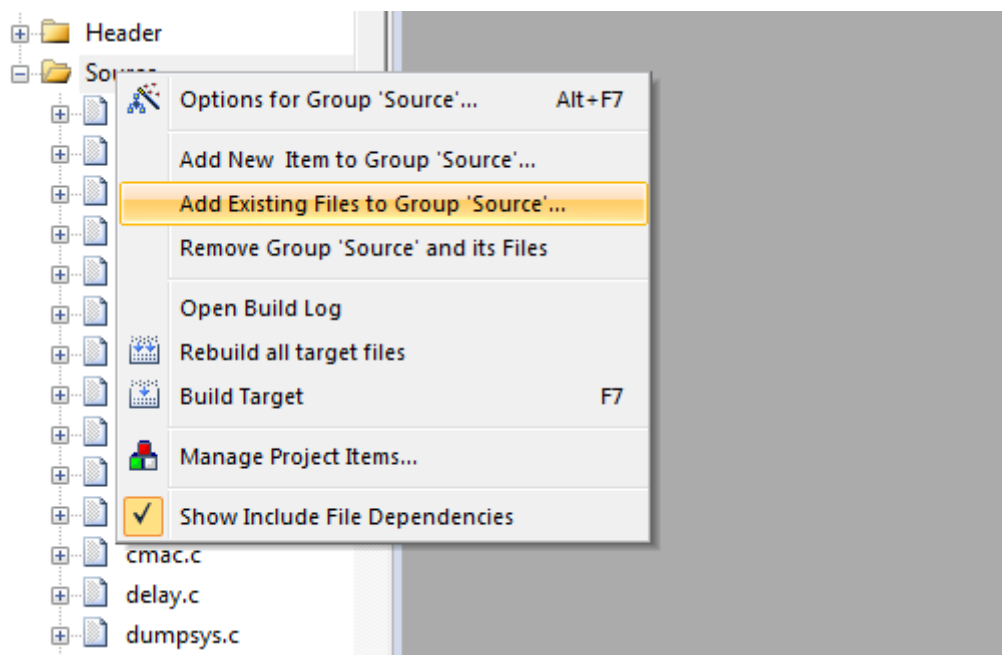 Header
Options for Group 'Source'... Alt+F7
Add New Item to Group 'Source'...
Add Existing Files to Group 'Source'...
Remove Group 'Source' and its Files
Open Build Log
Rebuild all target files
Build Target F7
Manage Project Items...
Show Include File Dependencies
cmac.c
delay.c
dumpsys.c